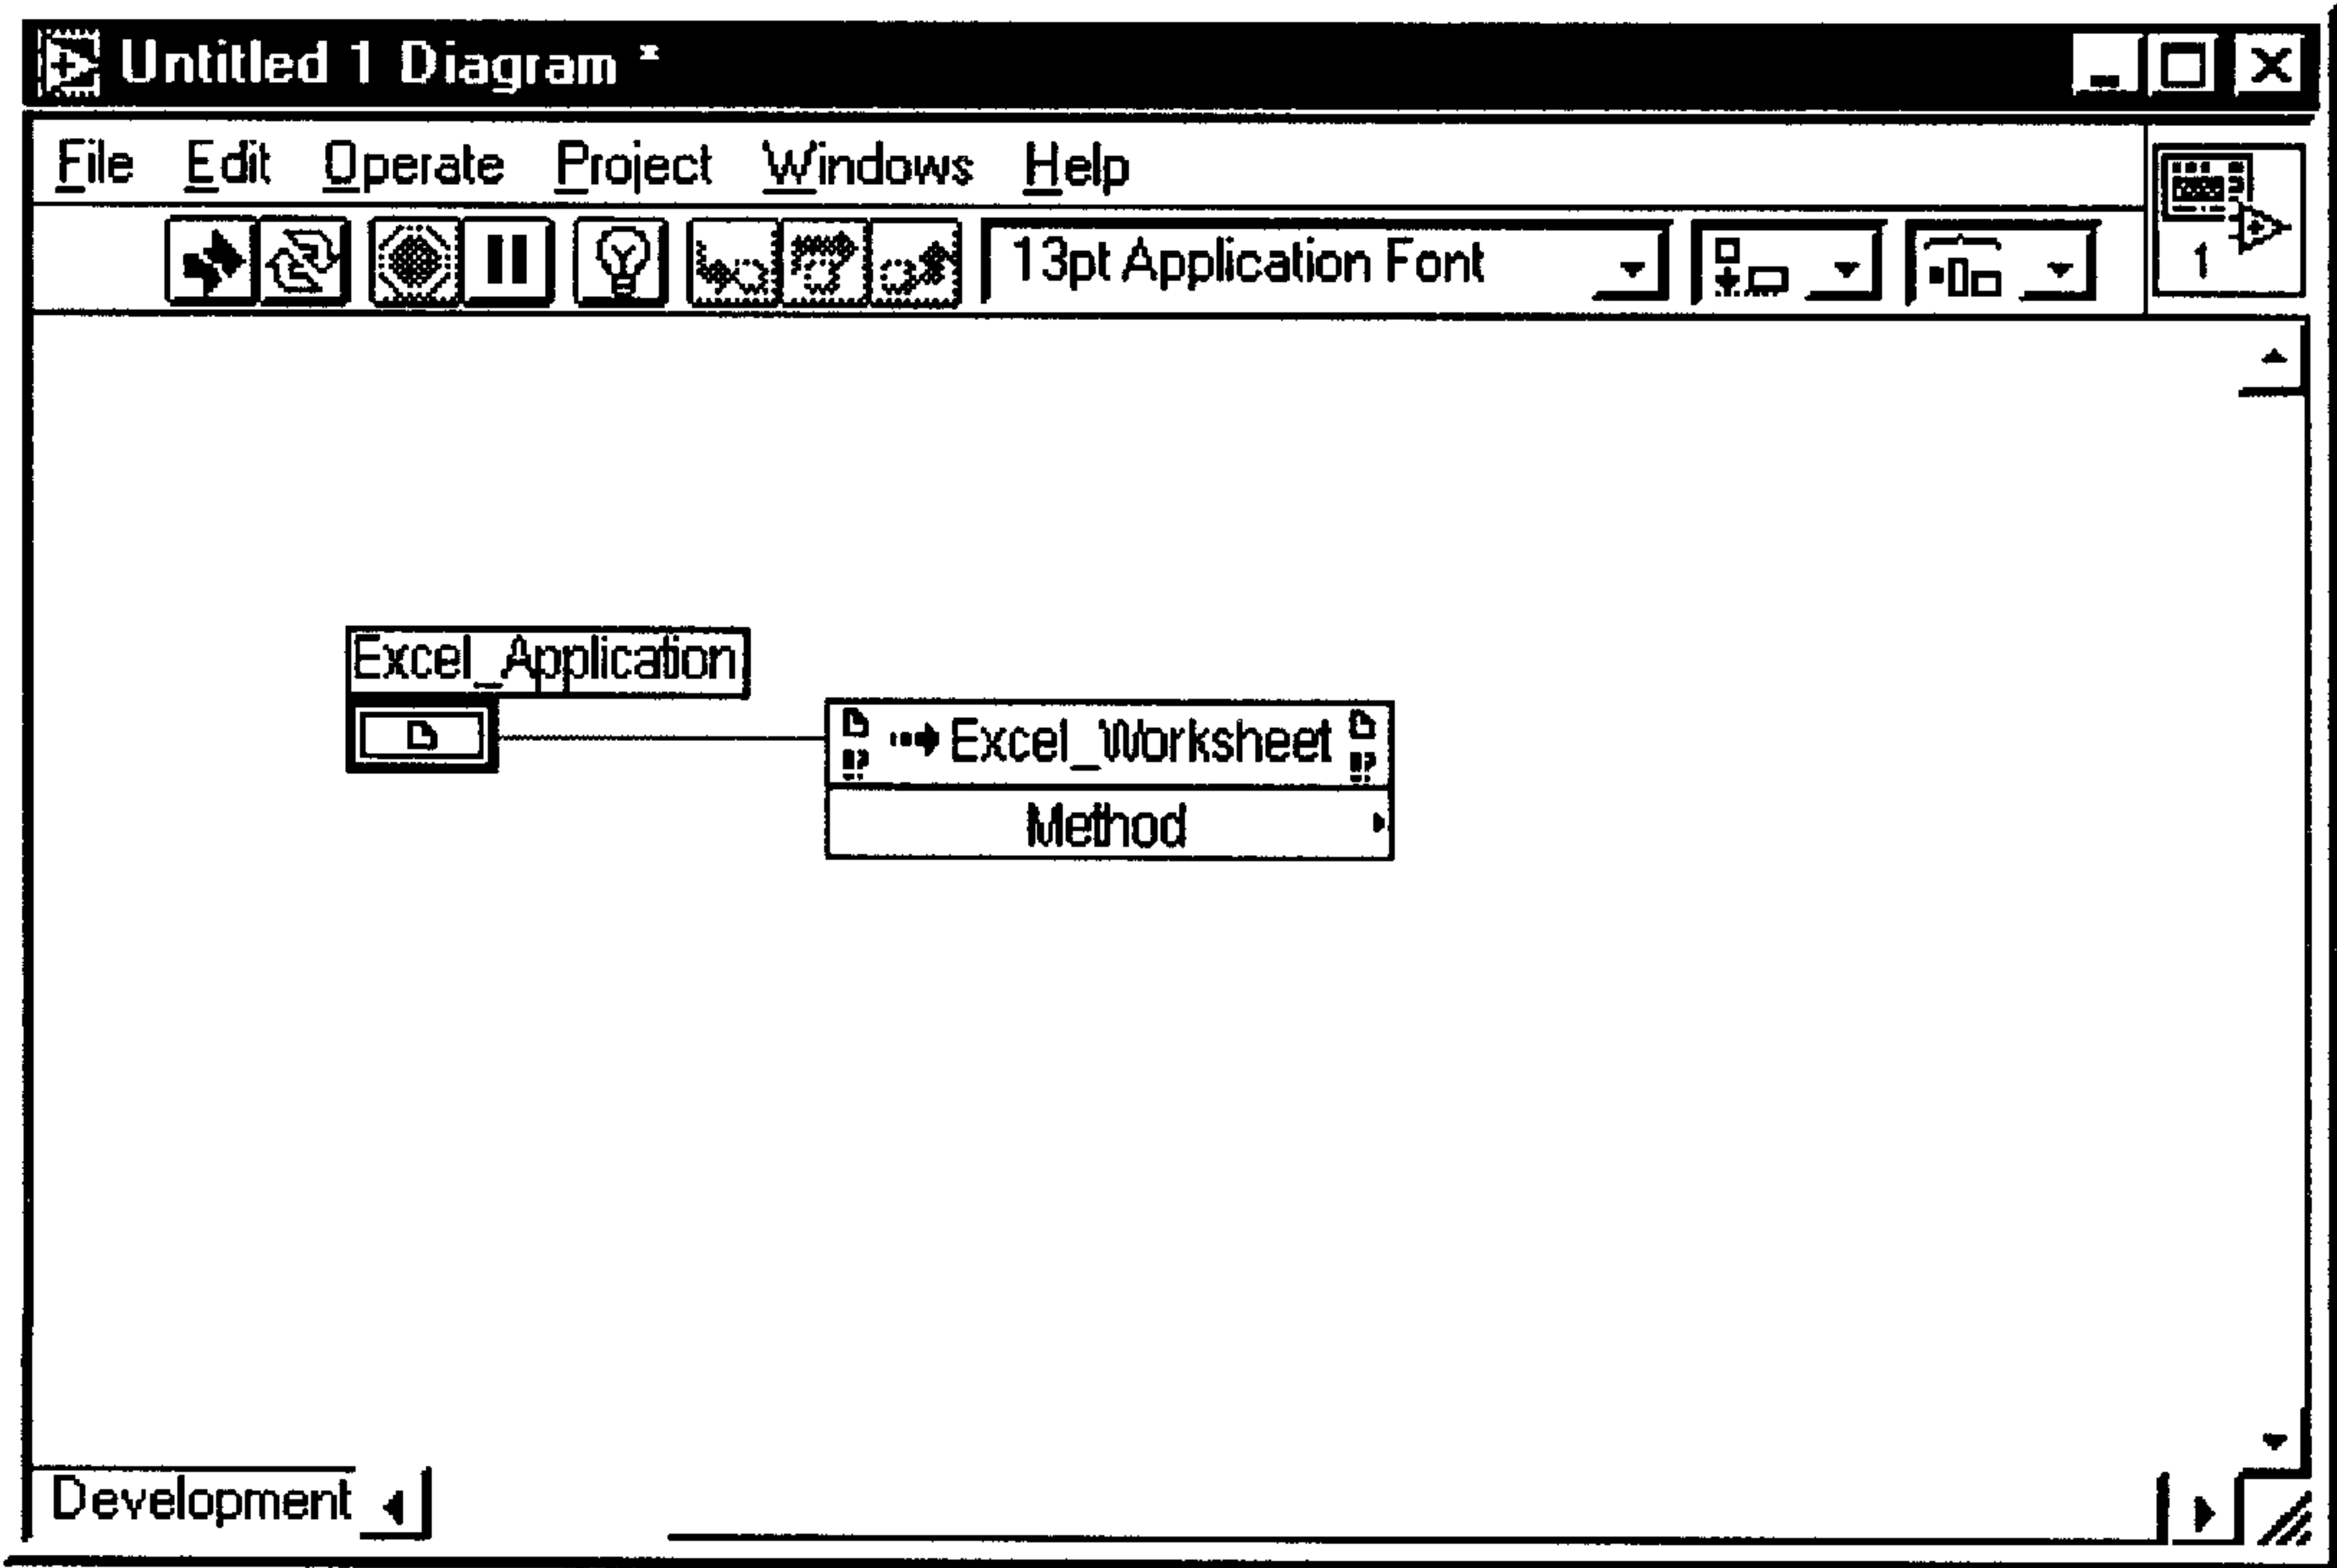 Untitled 1 Diagram *
File Edit Operate Project Windows Help
13pt Application Font
1
Excel_Application
Excel_Worksheet
Method
Development